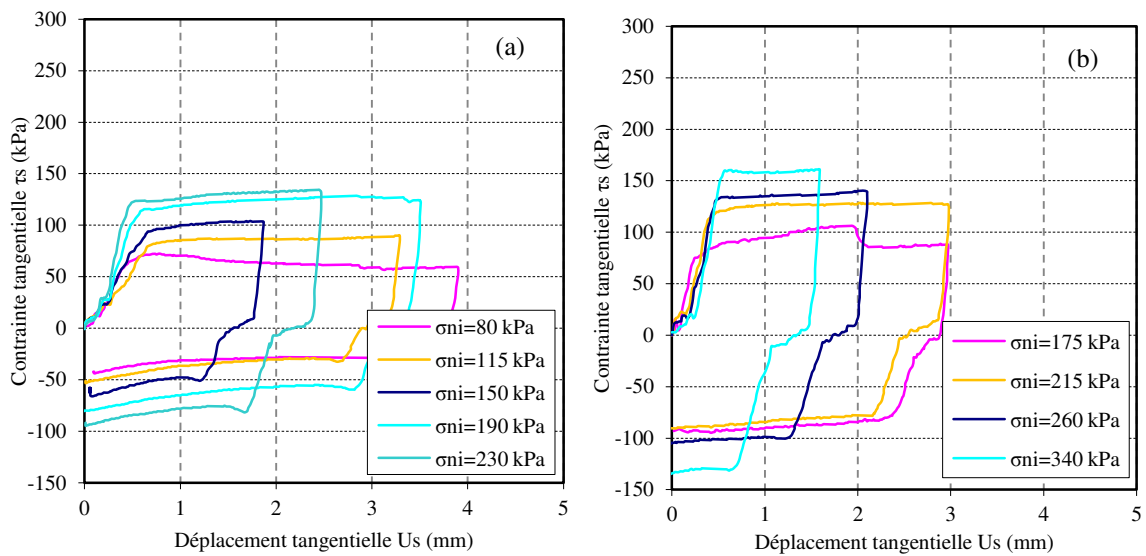 (a)
Contrainte tangentielle τs (kPa)
300
250
200
150
100
50
0
-50
-100
-150
0 1 2 3 4 5
Déplacement tangentielle Us (mm)
σni=80 kPa
σni=115 kPa
σni=150 kPa
σni=190 kPa
σni=230 kPa
(b)
Contrainte tangentielle τs (kPa)
300
250
200
150
100
50
0
-50
-100
-150
0 1 2 3 4 5
Déplacement tangentielle Us (mm)
σni=175 kPa
σni=215 kPa
σni=260 kPa
σni=340 kPa